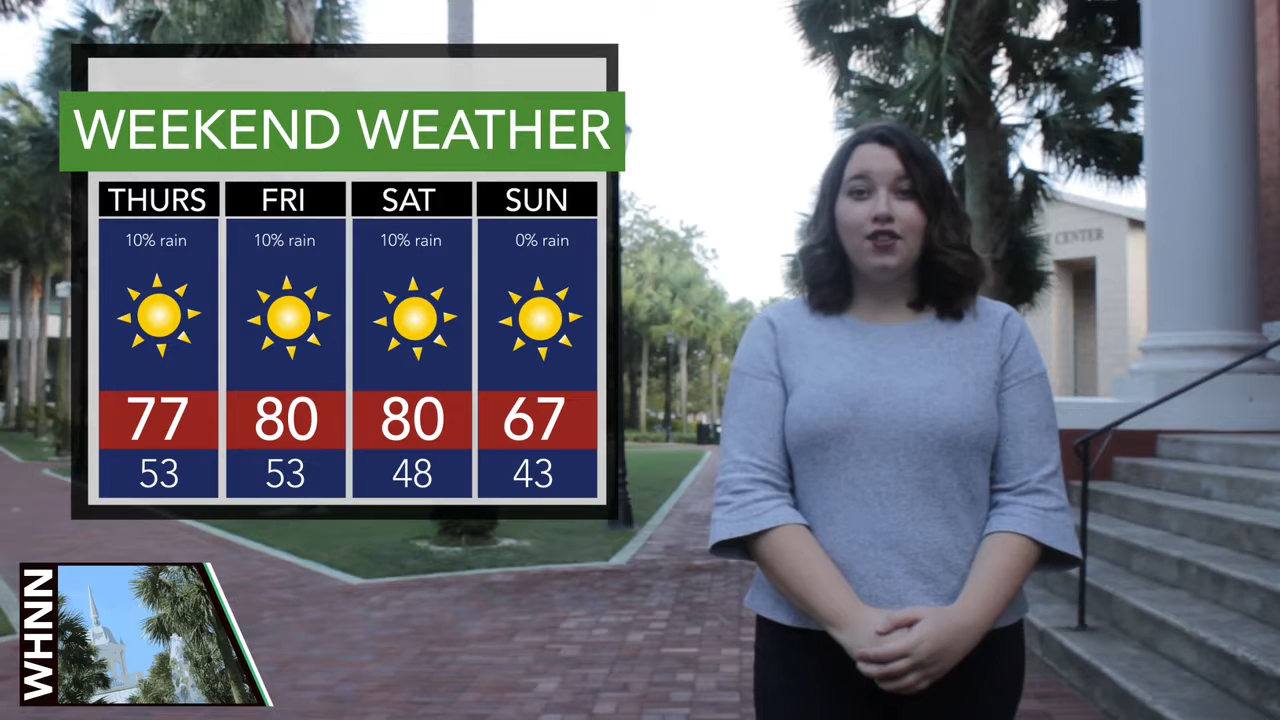 WEEKEND WEATHER
THURS FRI SAT SUN
10% rain 10% rain 10% rain 0% rain
77 80 80 67
53 53 48 43
CENTER
WHNN